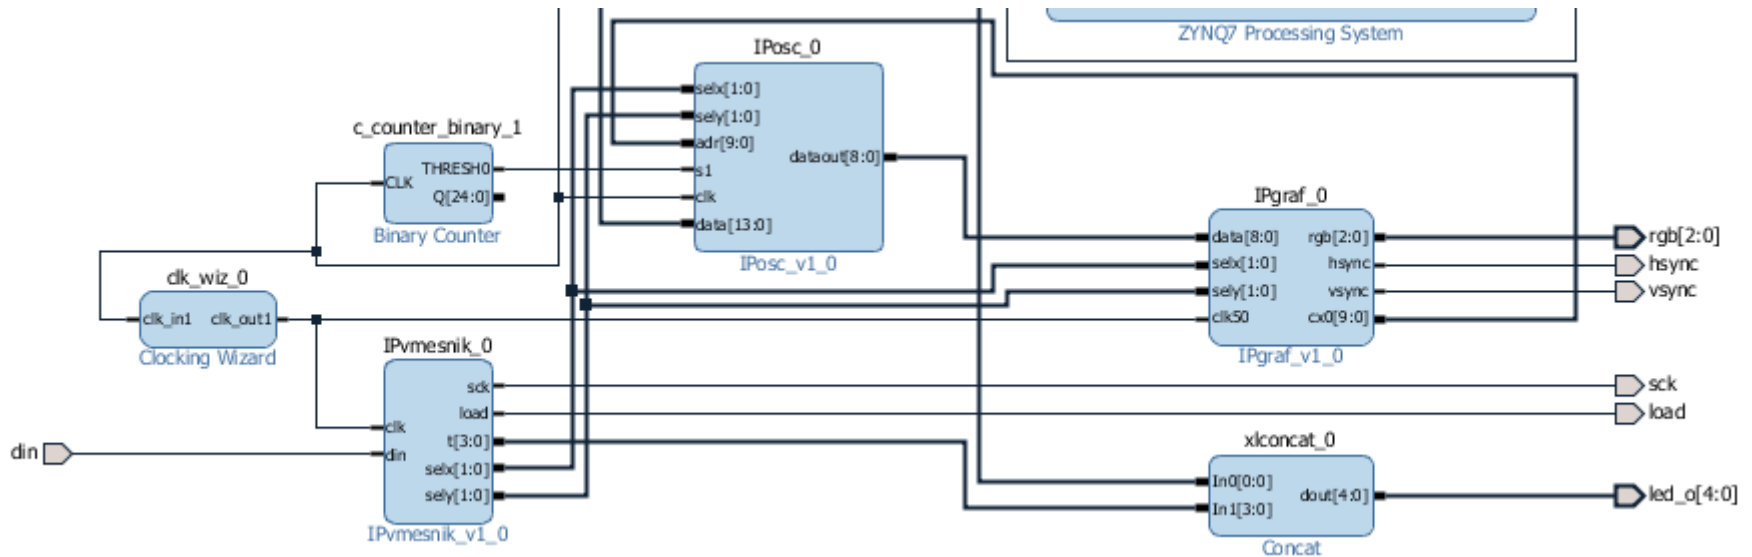 ZYNQ7 Processing System
IPosc_0
selx[1:0]
sely[1:0]
adr[9:0]
s1
clk
data[13:0]
dataout[8:0]
IPosc_v1_0
c_counter_binary_1
CLK
THRESH0
Q[24:0]
Binary Counter
clk_wiz_0
clk_in1
clk_out1
Clocking Wizard
IPgraf_0
data[8:0]
selx[1:0]
sely[1:0]
clk50
rgb[2:0]
hsync
vsync
cx0[9:0]
IPgraf_v1_0
rgb[2:0]
hsync
vsync
IPvmesnik_0
clk
din
sck
load
t[3:0]
selx[1:0]
sely[1:0]
IPvmesnik_v1_0
din
sck
load
xlconcat_0
In0[0:0]
In1[3:0]
dout[4:0]
Concat
led_o[4:0]